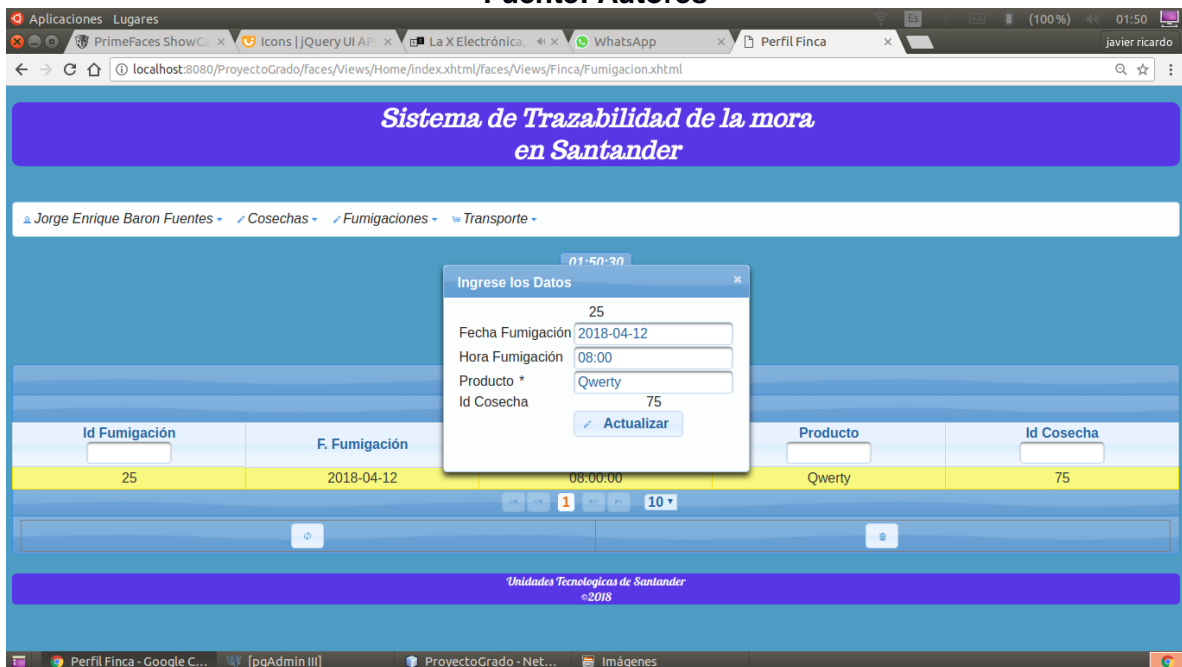 Fuente: Autores
Aplicaciones Lugares Es (100%) 01:50
PrimeFaces ShowCa × Icons | jQuery UI AP × La X Electrónica, × WhatsApp × Perfil Finca × javier ricardo
localhost:8080/ProyectoGrado/faces/Views/Home/index.xhtml/faces/Views/Finca/Fumigacion.xhtml
Sistema de Trazabilidad de la mora
en Santander
Jorge Enrique Baron Fuentes Cosechas Fumigaciones Transporte
01:50:30
Ingrese los Datos ×
25
Fecha Fumigación 2018-04-12
Hora Fumigación 08:00
Producto * Qwerty
Id Cosecha 75
Actualizar
Id Fumigación F. Fumigación Producto Id Cosecha
25 2018-04-12 08:00:00 Qwerty 75
1 10
Unidades Tecnologicas de Santander
©2018
Perfil Finca - Google C... [pgAdmin III] ProyectoGrado - Net... Imágenes